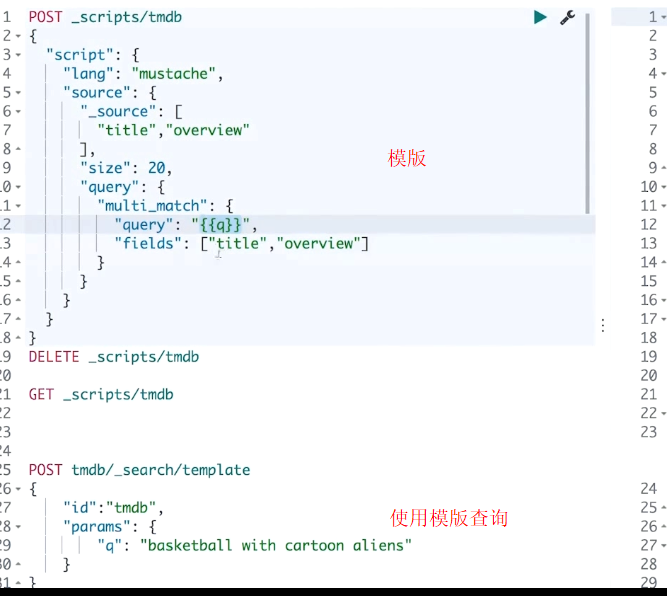 1 POST _scripts/tmdb 1
2 { 2
3 "script": { 3
4 "lang": "mustache", 4
5 "source": { 5
6 "_source": [ 6
7 "title","overview" 7
8 ], 模版 8
9 "size": 20, 9
10 "query": { 10
11 "multi_match": { 11
12 "query": "{{q}}", 12
13 "fields": ["title","overview"] 13
14 } 14
15 } 15
16 } 16
17 } 17
18 } 18
19 DELETE _scripts/tmdb 19
20 20
21 GET _scripts/tmdb 21
22 22
23 23
24
25 POST tmdb/_search/template
26 { 24
27 "id":"tmdb", 使用模版查询 25
28 "params": { 26
29 "q": "basketball with cartoon aliens" 27
30 } 28
31 } 29